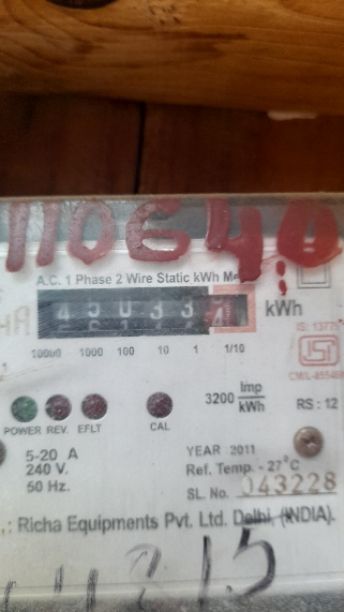 110640
A.C. 1 Phase 2 Wire Static kWh Me
kWh
IS: 13779
10000 1000 100 10 1 1/10
ISI
3200 Imp/kWh
RS : 12
POWER REV. EFLT CAL
5-20 A
240 V.
50 Hz.
YEAR 2011
Ref. Temp. - 27°C
SL. No. 043228
.: Richa Equipments Pvt. Ltd. Delhi, (INDIA).